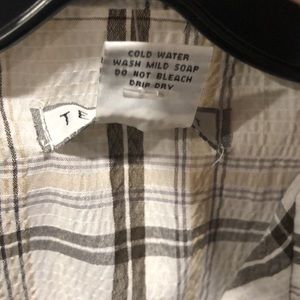 COLD WATER
WASH MILD SOAP
DO NOT BLEACH
DRIP DRY